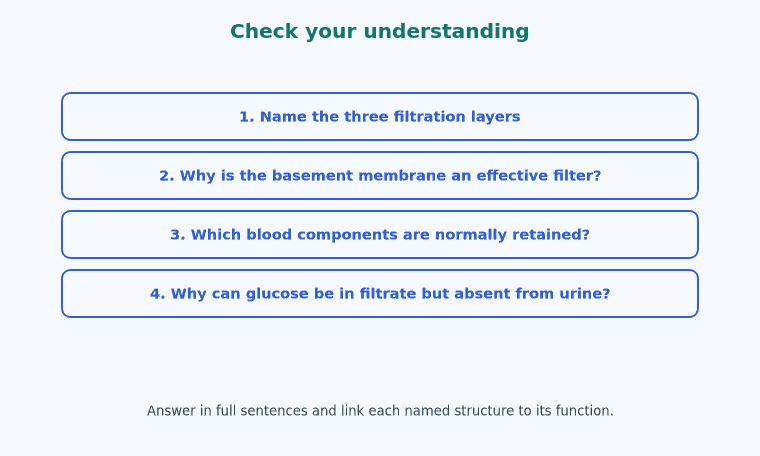 Check your understanding
1. Name the three filtration layers
2. Why is the basement membrane an effective filter?
3. Which blood components are normally retained?
4. Why can glucose be in filtrate but absent from urine?
Answer in full sentences and link each named structure to its function.